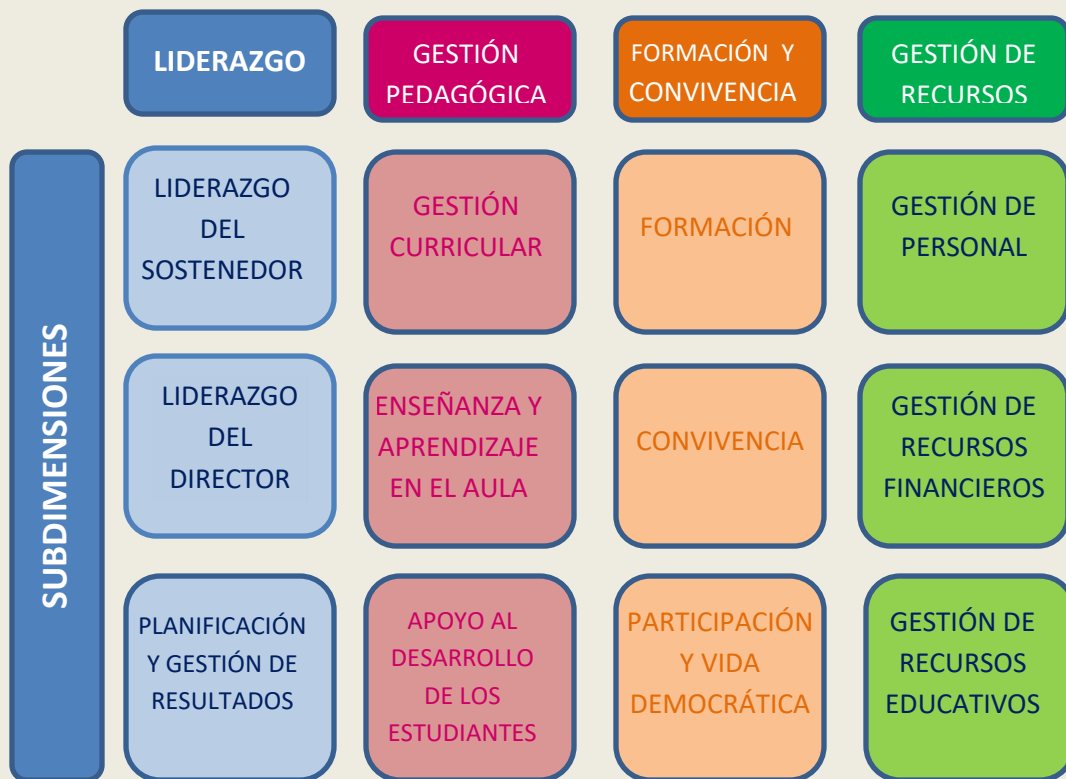 LIDERAZGO
GESTIÓN
PEDAGÓGICA
FORMACIÓN Y
CONVIVENCIA
GESTIÓN DE
RECURSOS
SUBDIMENSIONES
LIDERAZGO
DEL
SOSTENEDOR
GESTIÓN
CURRICULAR
FORMACIÓN
GESTIÓN DE
PERSONAL
LIDERAZGO
DEL
DIRECTOR
ENSEÑANZA Y
APRENDIZAJE
EN EL AULA
CONVIVENCIA
GESTIÓN DE
RECURSOS
FINANCIEROS
PLANIFICACIÓN
Y GESTIÓN DE
RESULTADOS
APOYO AL
DESARROLLO
DE LOS
ESTUDIANTES
PARTICIPACIÓN
Y VIDA
DEMOCRÁTICA
GESTIÓN DE
RECURSOS
EDUCATIVOS